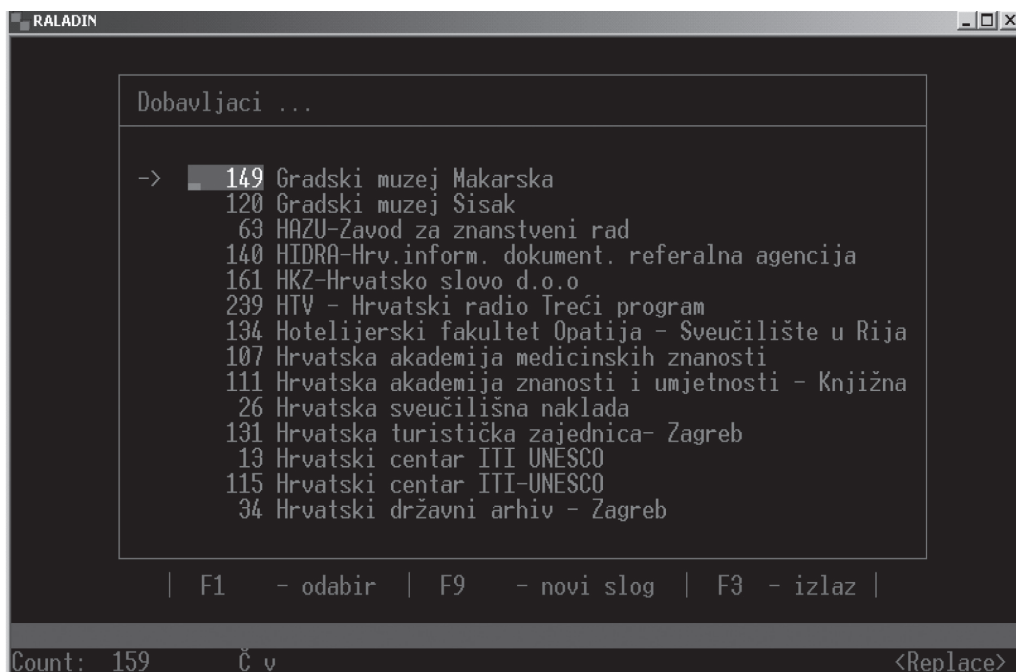 RALADIN
Dobavljaci ...
-> 149 Gradski muzej Makarska
120 Gradski muzej Sisak
63 HAZU-Zavod za znanstveni rad
140 HIDRA-Hrv.inform. dokument. referalna agencija
161 HKZ-Hrvatsko slovo d.o.o
239 HTV - Hrvatski radio Treći program
134 Hotelijerski fakultet Opatija - Sveučilište u Rija
107 Hrvatska akademija medicinskih znanosti
111 Hrvatska akademija znanosti i umjetnosti - Knjižna
26 Hrvatska sveučilišna naklada
131 Hrvatska turistička zajednica- Zagreb
13 Hrvatski centar ITI UNESCO
115 Hrvatski centar ITI-UNESCO
34 Hrvatski državni arhiv - Zagreb
| F1 - odabir | F9 - novi slog | F3 - izlaz |
Count: 159 Č v <Replace>